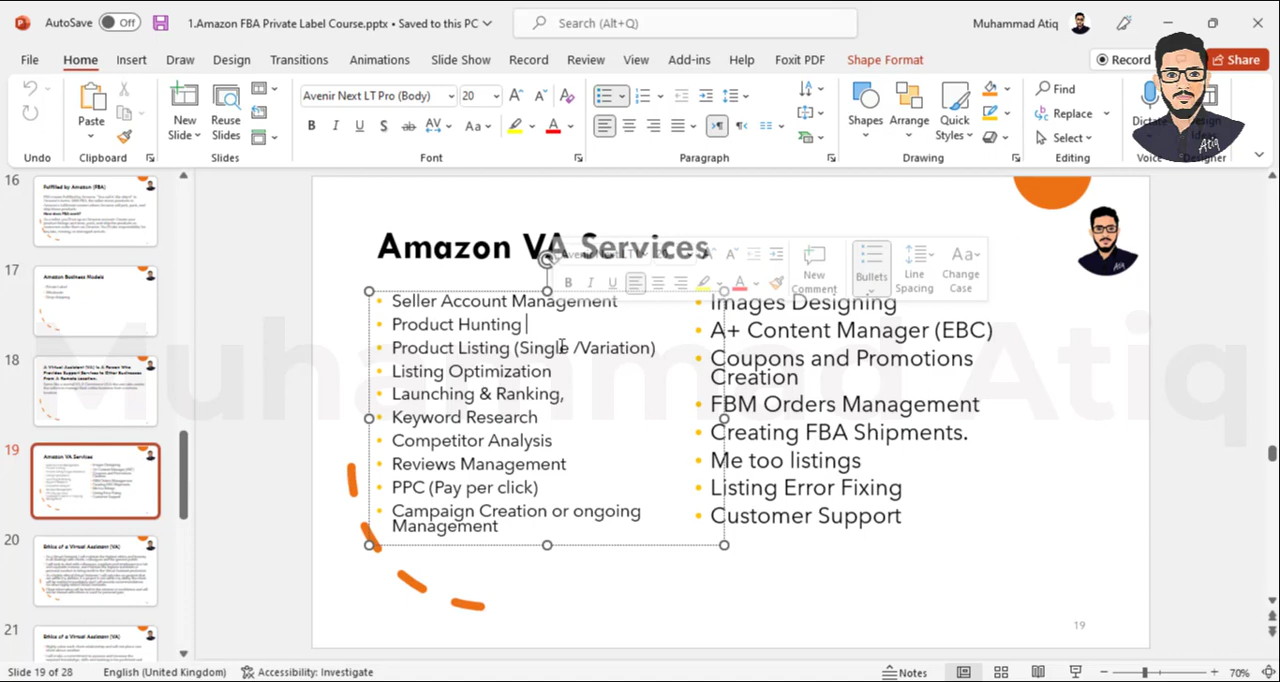 AutoSave Off 1.Amazon FBA Private Label Course.pptx • Saved to this PC Search (Alt+Q) Muhammad Atiq
File Home Insert Draw Design Slide Show Transitions Animations Slide Show Record Review View Add-ins Help Foxit PDF Shape Format Record Share
Paste New Slide Reuse Slides Avenir Next LT Pro (Body) 20 Shapes Arrange Quick Styles Find Replace Select Dictate Atiq
Undo Clipboard Slides Font Paragraph Drawing Editing Voice Designer
16 Fulfilled by Amazon (FBA)
17 Amazon Business Models
18
19 Amazon VA Services
20 Ethics of a Virtual Assistant (VA)
21 Ethics of a Virtual Assistant (VA)
Amazon VA Services
New Comment Bullets Line Spacing Change Case
Seller Account Management
Product Hunting
Product Listing (Single /Variation)
Listing Optimization
Launching & Ranking,
Keyword Research
Competitor Analysis
Reviews Management
PPC (Pay per click)
Campaign Creation or ongoing
Management
Images Designing
A+ Content Manager (EBC)
Coupons and Promotions
Creation
FBM Orders Management
Creating FBA Shipments.
Me too listings
Listing Error Fixing
Customer Support
19
Muhammad Atiq
Slide 19 of 28 English (United Kingdom) Accessibility: Investigate Notes 70%